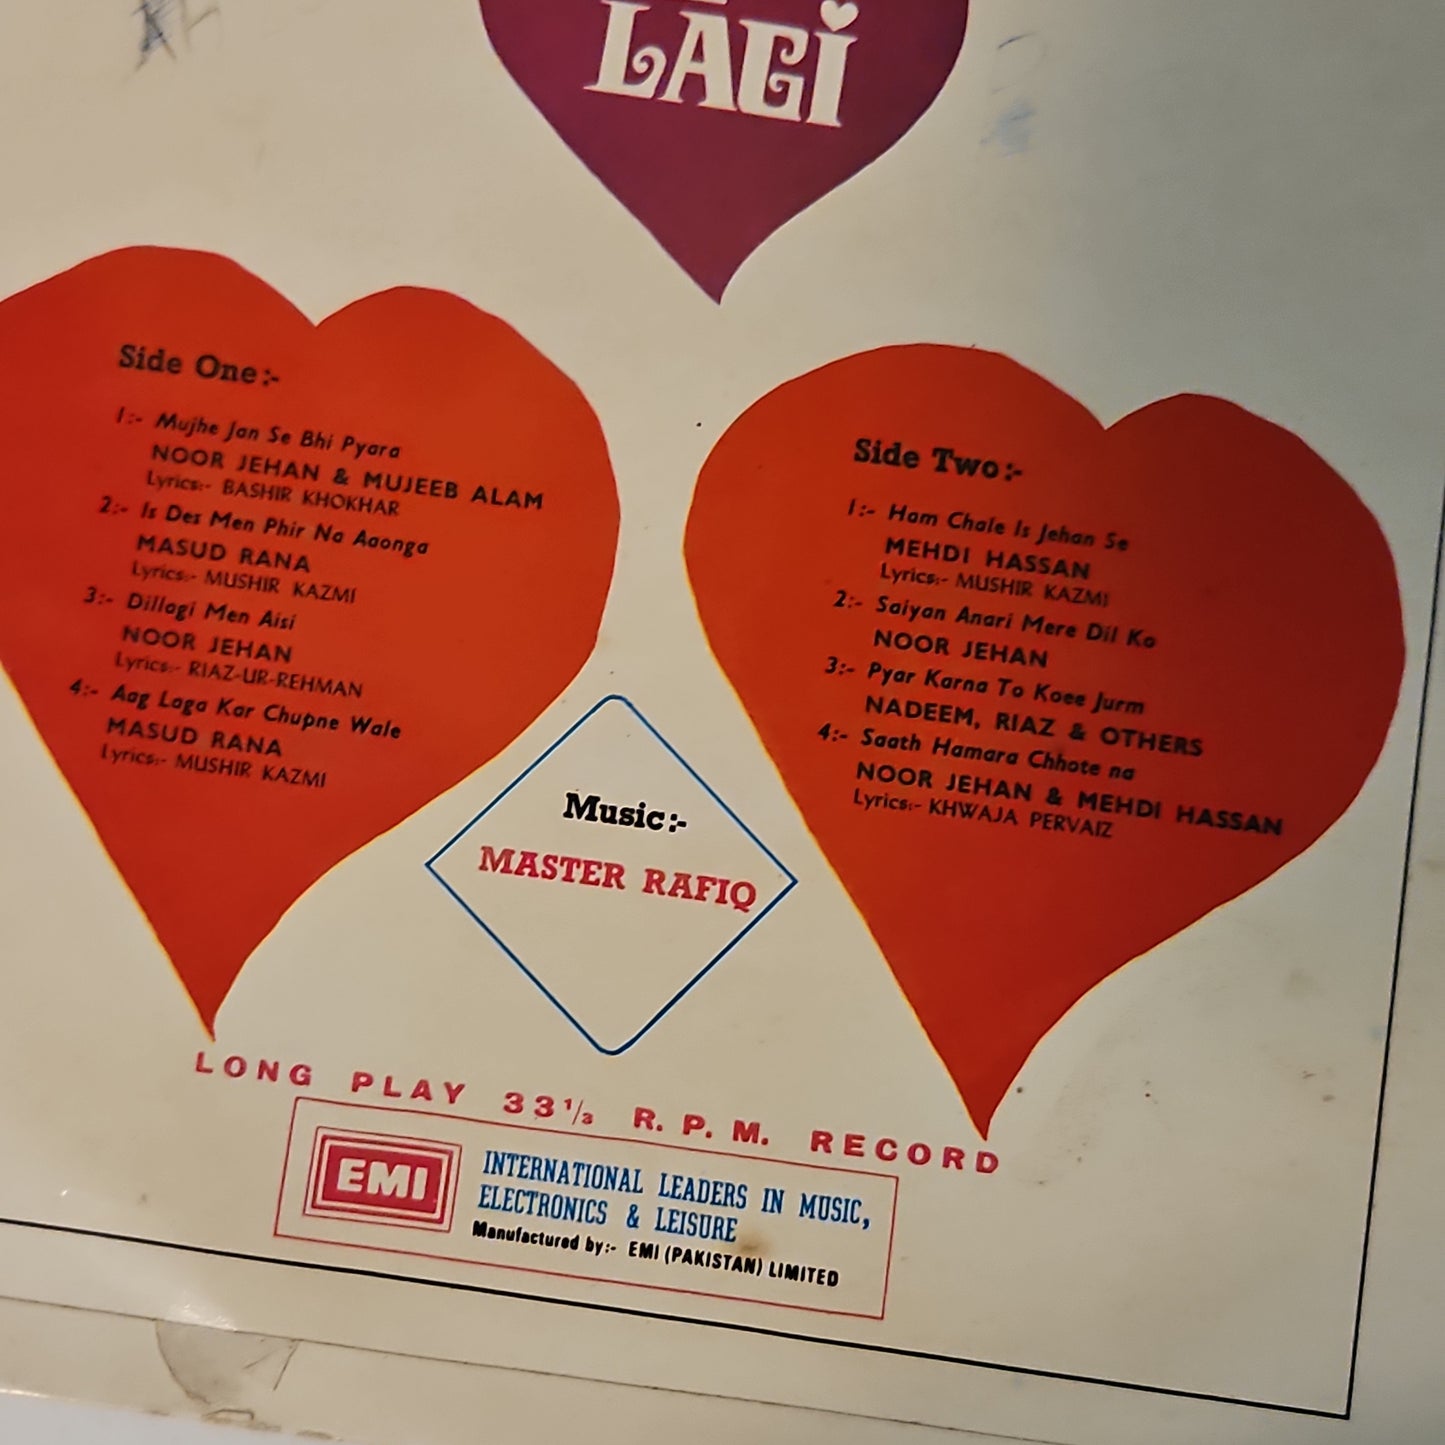 LAGI
Side One:-
1:- Mujhe Jan Se Bhi Pyara
NOOR JEHAN & MUJEEB ALAM
Lyrics:- BASHIR KHOKHAR
2:- Is Des Men Phir Na Aaonga
MASUD RANA
Lyrics:- MUSHIR KAZMI
3:- Dillagi Men Aisi
NOOR JEHAN
Lyrics:- RIAZ-UR-REHMAN
4:- Aag Laga Kar Chupne Wale
MASUD RANA
Lyrics:- MUSHIR KAZMI
Side Two:-
1:- Ham Chale Is Jehan Se
MEHDI HASSAN
Lyrics:- MUSHIR KAZMI
2:- Saiyan Anari Mere Dil Ko
NOOR JEHAN
3:- Pyar Karna To Koee Jurm
NADEEM, RIAZ & OTHERS
4:- Saath Hamara Chhote na
NOOR JEHAN & MEHDI HASSAN
Lyrics:- KHWAJA PERVAIZ
Music:-
MASTER RAFIQ
LONG PLAY 33 1/3 R. P. M. RECORD
EMI
INTERNATIONAL LEADERS IN MUSIC,
ELECTRONICS & LEISURE
Manufactured by:- EMI (PAKISTAN) LIMITED